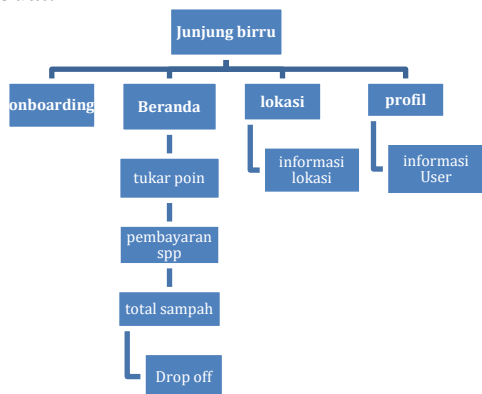 Junjung birru
onboarding
Beranda
lokasi
profil
tukar poin
pembayaran
spp
total sampah
Drop off
informasi
lokasi
informasi
User